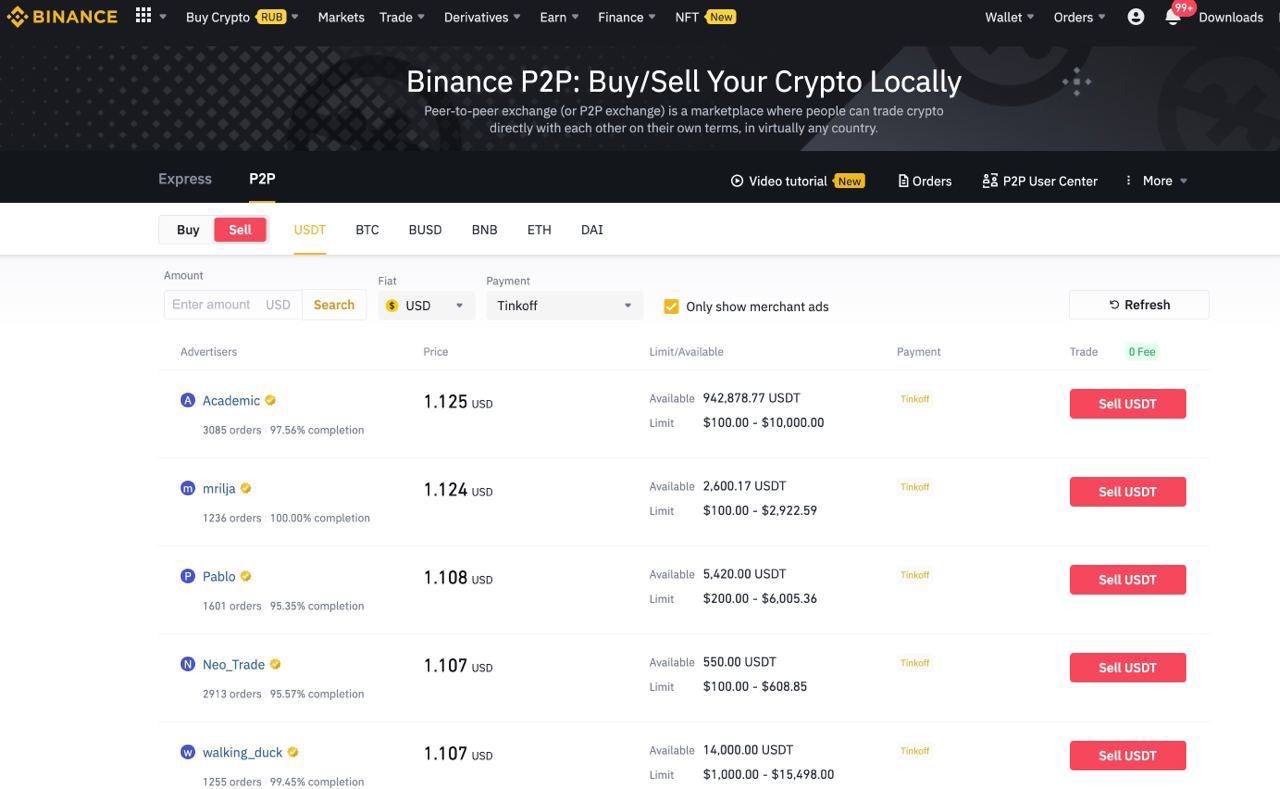 BINANCE Buy Crypto RUB Markets Trade Derivatives Earn Finance NFT New Wallet Orders 99+ Downloads
Binance P2P: Buy/Sell Your Crypto Locally
Peer-to-peer exchange (or P2P exchange) is a marketplace where people can trade crypto
directly with each other on their own terms, in virtually any country.
Express P2P Video tutorial New Orders P2P User Center More
Buy Sell USDT BTC BUSD BNB ETH DAI
Amount Fiat Payment
Enter amount USD Search $ USD Tinkoff Only show merchant ads Refresh
Advertisers Price Limit/Available Payment Trade 0 Fee
A Academic 1.125 USD Available 942,878.77 USDT Tinkoff Sell USDT
3085 orders 97.56% completion Limit $100.00 - $10,000.00
m mrilja 1.124 USD Available 2,600.17 USDT Tinkoff Sell USDT
1236 orders 100.00% completion Limit $100.00 - $2,922.59
P Pablo 1.108 USD Available 5,420.00 USDT Tinkoff Sell USDT
1601 orders 95.35% completion Limit $200.00 - $6,005.36
N Neo_Trade 1.107 USD Available 550.00 USDT Tinkoff Sell USDT
2913 orders 95.57% completion Limit $100.00 - $608.85
w walking_duck 1.107 USD Available 14,000.00 USDT Tinkoff Sell USDT
1255 orders 99.45% completion Limit $1,000.00 - $15,498.00